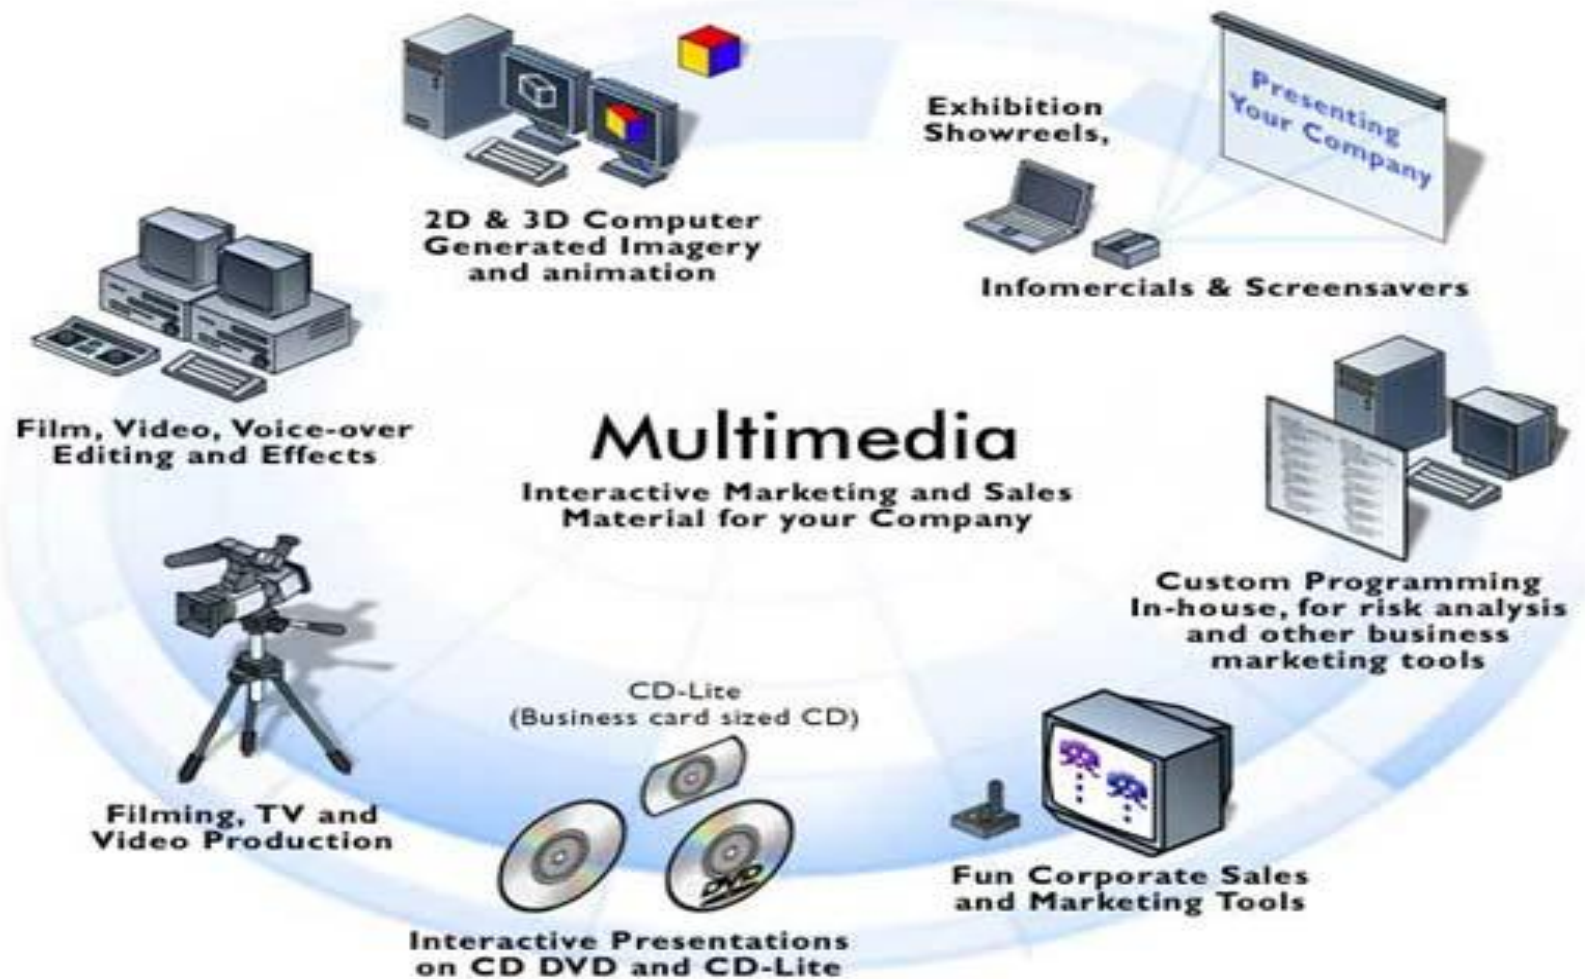 2D & 3D Computer
Generated Imagery
and animation
Exhibition
Showreels,
Presenting
Your Company
Infomercials & Screensavers
Film, Video, Voice-over
Editing and Effects
Multimedia
Interactive Marketing and Sales
Material for your Company
Custom Programming
In-house, for risk analysis
and other business
marketing tools
Filming, TV and
Video Production
CD-Lite
(Business card sized CD)
DVD
Interactive Presentations
on CD DVD and CD-Lite
Fun Corporate Sales
and Marketing Tools